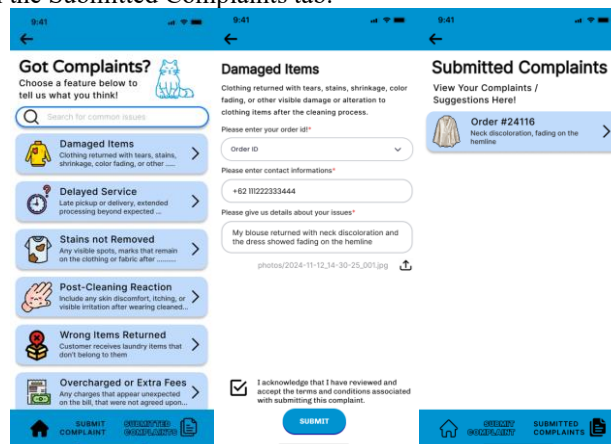 the Submitted Complaints tab.
9:41
Got Complaints?
Choose a feature below to
tell us what you think!
Search for common issues
Damaged Items
Clothing returned with tears, stains,
shrinkage, color fading, or other .....
Delayed Service
Late pickup or delivery, extended
processing beyond expected ...
Stains not Removed
Any visible spots, marks that remain
on the clothing or fabric after .........
Post-Cleaning Reaction
Include any skin discomfort, itching, or
visible irritation after wearing cleaned...
Wrong Items Returned
Customer receives laundry items that
don't belong to them
Overcharged or Extra Fees
Any charges that appear unexpected
on the bill, that were not agreed upon...
SUBMIT
COMPLAINT
SUBMITTED
COMPLAINTS
9:41
Damaged Items
Clothing returned with tears, stains, shrinkage, color
fading, or other visible damage or alteration to
clothing items after the cleaning process.
Please enter your order id!*
Order ID
Please enter contact informations*
+62 111222333444
Please give us details about your issues*
My blouse returned with neck discoloration and
the dress showed fading on the hemline
photos/2024-11-12_14-30-25_001.jpg
I acknowledge that I have reviewed and
accept the terms and conditions associated
with submitting this complaint.
SUBMIT
9:41
Submitted Complaints
View Your Complaints /
Suggestions Here!
Order #24116
Neck discoloration, fading on the
hemline
SUBMIT
COMPLAINT
SUBMITTED
COMPLAINTS